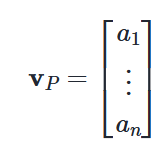 𝐯_P = [a_1
⋮
a_n]